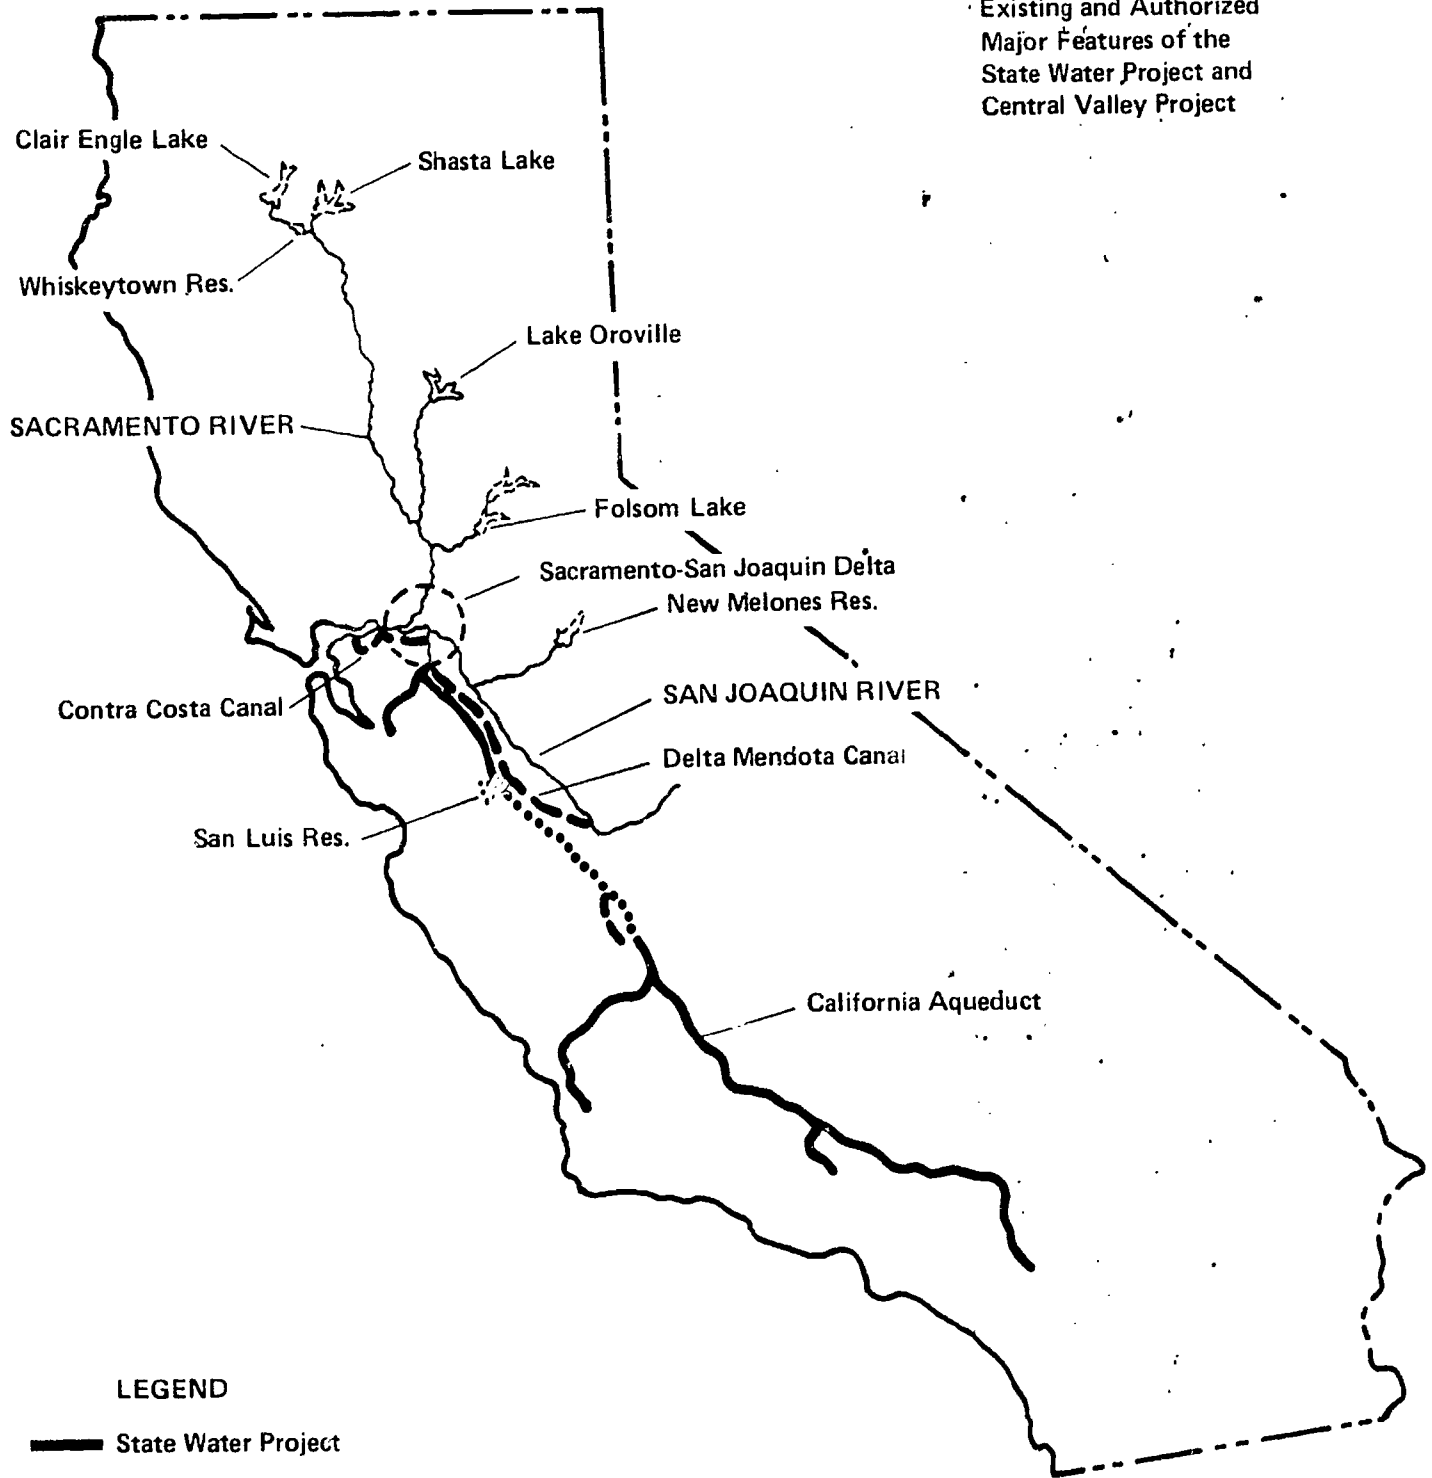 Existing and Authorized
Major Features of the
State Water Project and
Central Valley Project
Clair Engle Lake
Shasta Lake
Whiskeytown Res.
Lake Oroville
SACRAMENTO RIVER
Folsom Lake
Sacramento-San Joaquin Delta
New Melones Res.
SAN JOAQUIN RIVER
Contra Costa Canal
Delta Mendota Canal
San Luis Res.
California Aqueduct
LEGEND
State Water Project